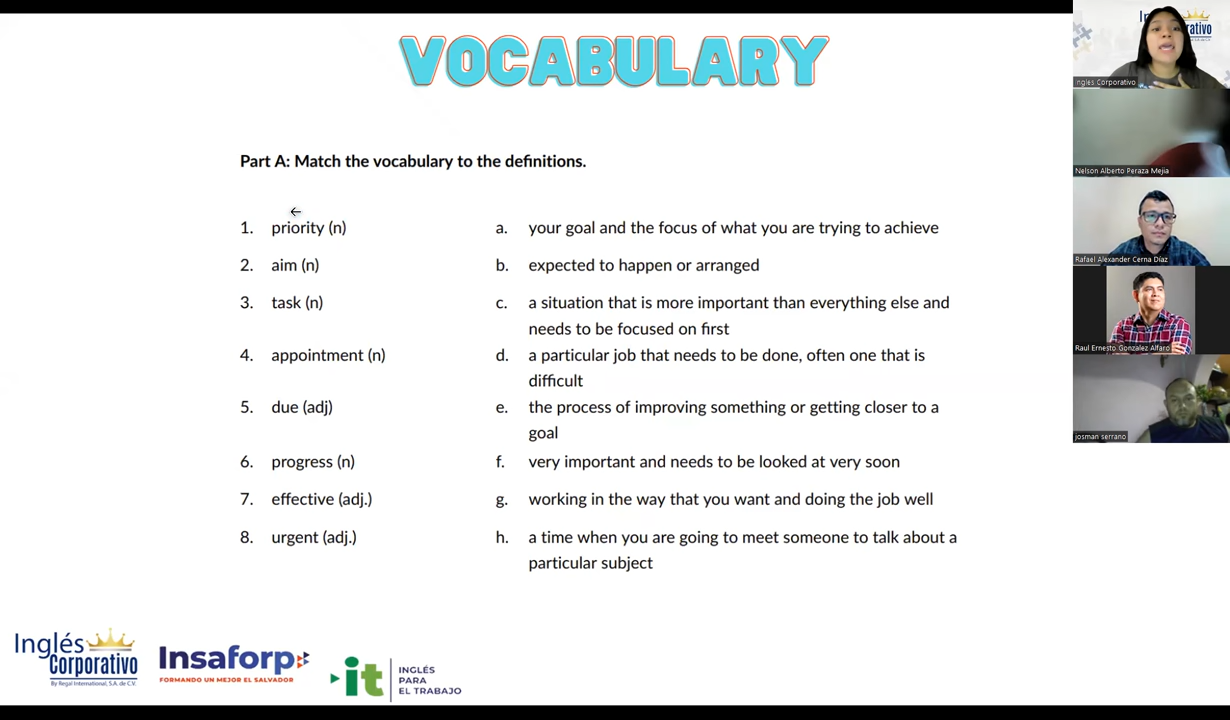 VOCABULARY
Part A: Match the vocabulary to the definitions.
1. priority (n)
a. your goal and the focus of what you are trying to achieve
2. aim (n)
b. expected to happen or arranged
3. task (n)
c. a situation that is more important than everything else and
needs to be focused on first
4. appointment (n)
d. a particular job that needs to be done, often one that is
difficult
5. due (adj)
e. the process of improving something or getting closer to a
goal
6. progress (n)
f. very important and needs to be looked at very soon
7. effective (adj.)
g. working in the way that you want and doing the job well
8. urgent (adj.)
h. a time when you are going to meet someone to talk about a
particular subject
Inglés
Corporativo
By Regal International, S.A. de C.V.
Insaforp
FORMANDO UN MEJOR EL SALVADOR
it
INGLÉS
PARA
EL TRABAJO
Ingles Corporativo
Nelson Alberto Peraza Mejia
Rafael Alexander Cerna Díaz
Raul Ernesto Gonzalez Alfaro
josman serrano